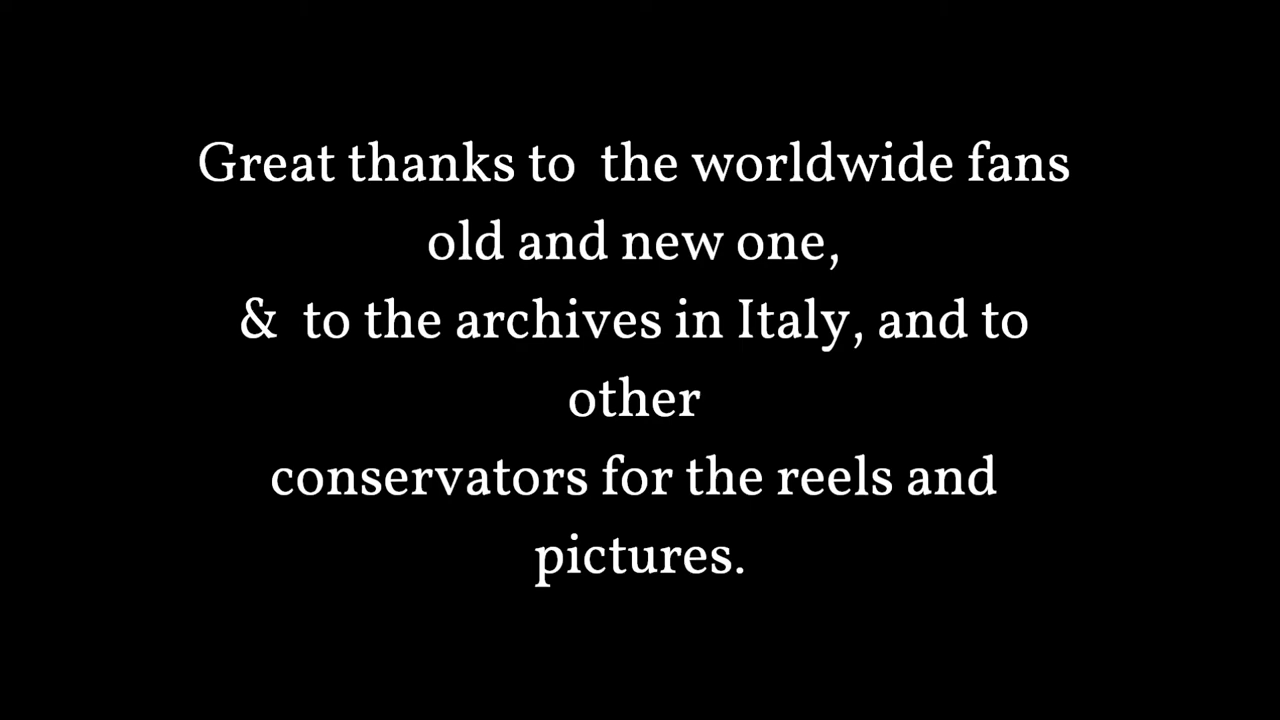 Great thanks to  the worldwide fans
old and new one,
&  to the archives in Italy, and to
other
conservators for the reels and
pictures.